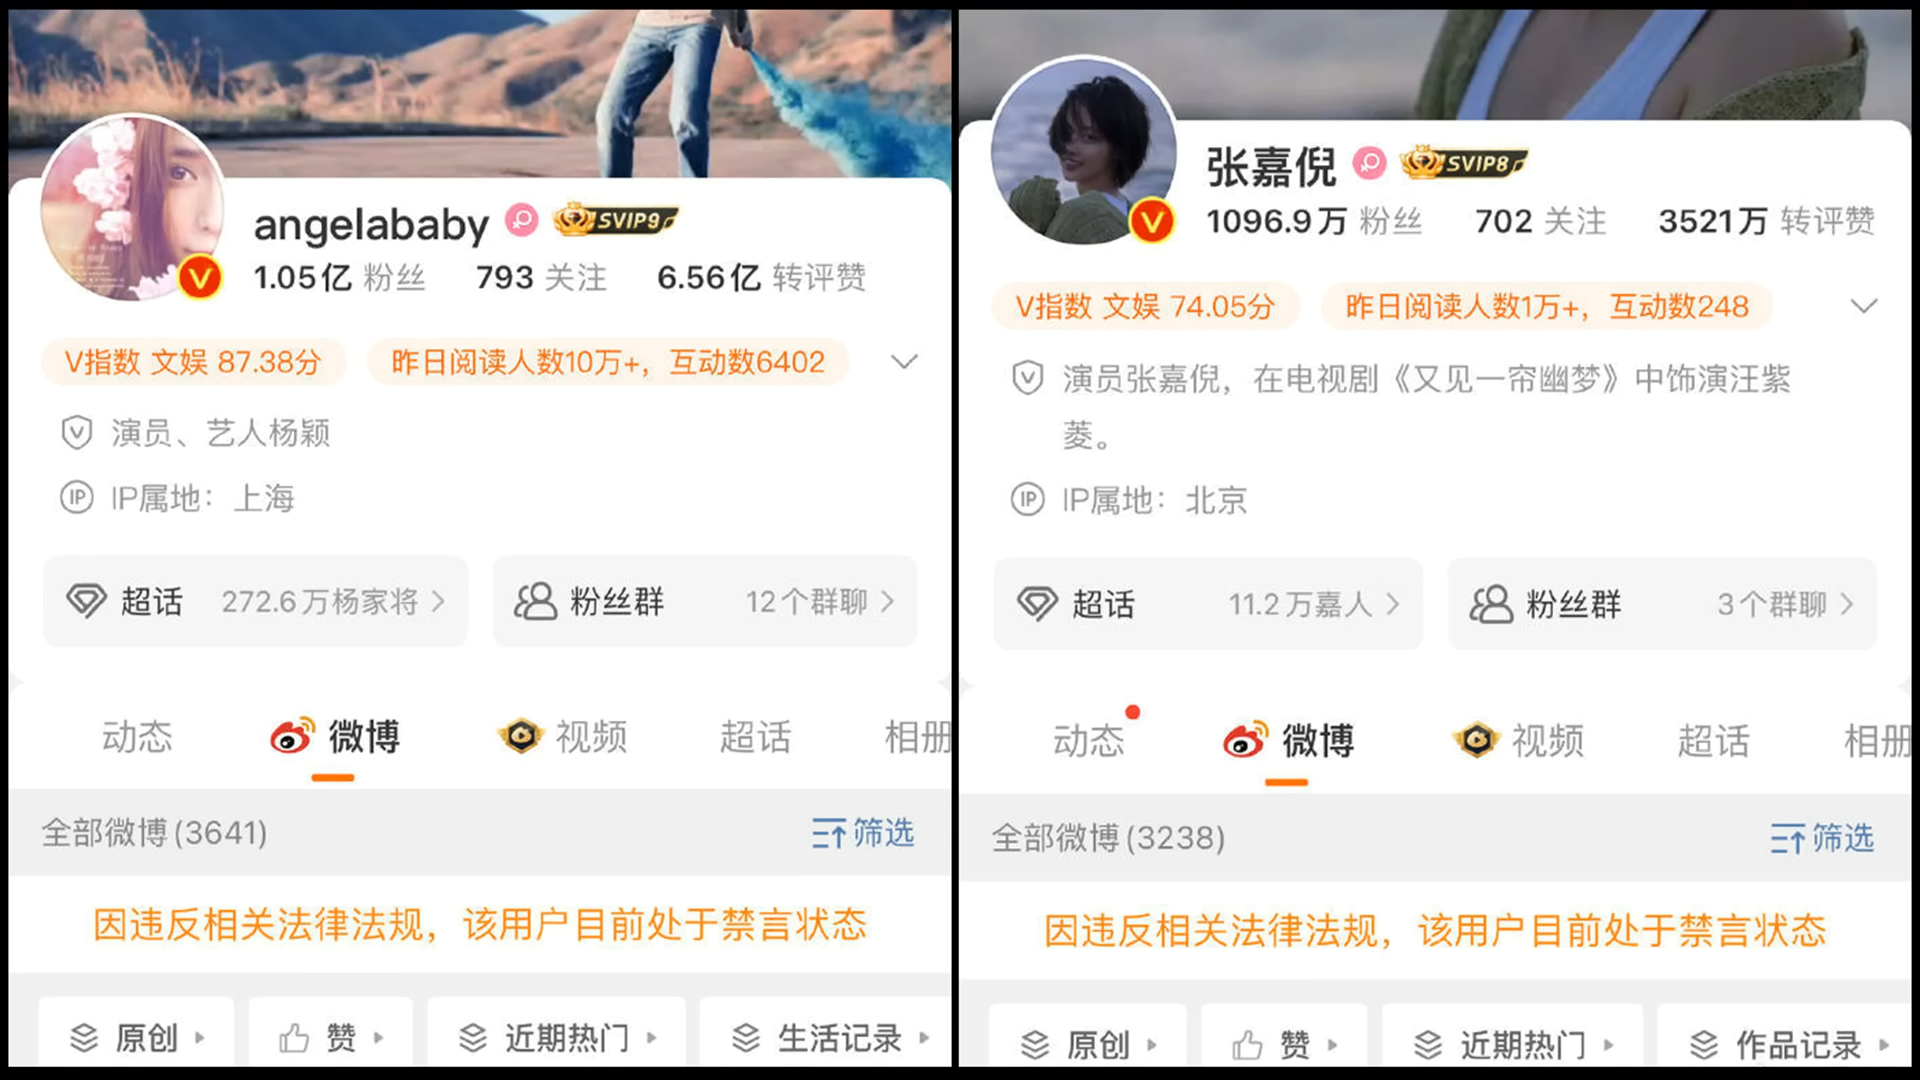 angelababy SVIP9
1.05亿 粉丝 793 关注 6.56亿 转评赞
V指数 文娱 87.38分 昨日阅读人数10万+，互动数6402
演员、艺人杨颖
IP IP属地：上海
超话 272.6万杨家将 粉丝群 12个群聊
动态 微博 视频 超话 相册
全部微博(3641) 筛选
因违反相关法律法规，该用户目前处于禁言状态
原创 赞 近期热门 生活记录
张嘉倪 SVIP8
1096.9万 粉丝 702 关注 3521万 转评赞
V指数 文娱 74.05分 昨日阅读人数1万+，互动数248
演员张嘉倪，在电视剧《又见一帘幽梦》中饰演汪紫
菱。
IP IP属地：北京
超话 11.2万嘉人 粉丝群 3个群聊
动态 微博 视频 超话 相册
全部微博(3238) 筛选
因违反相关法律法规，该用户目前处于禁言状态
原创 赞 近期热门 作品记录